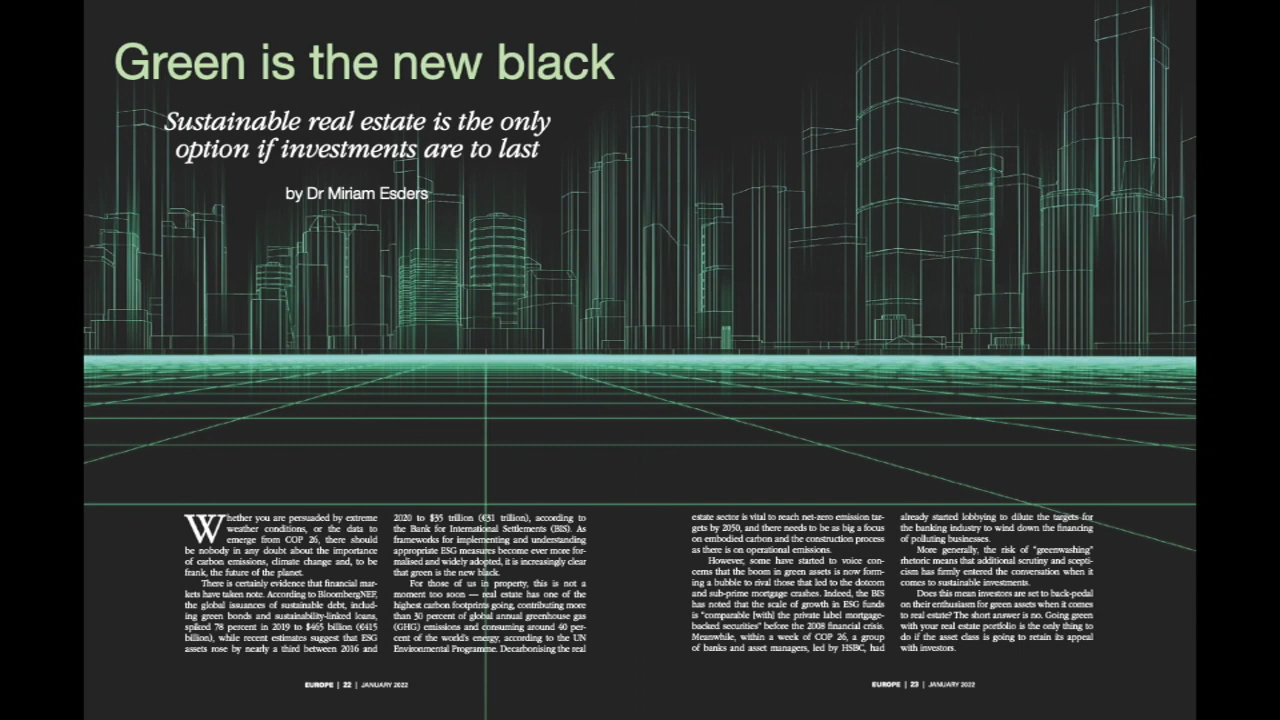 Green is the new black
Sustainable real estate is the only
option if investments are to last
by Dr Miriam Esders
Whether you are persuaded by extreme
weather conditions, or the data to
emerge from COP 26, there should
be nobody in any doubt about the importance
of carbon emissions, climate change and, to be
frank, the future of the planet.
There is certainly evidence that financial mar-
kets have taken note. According to BloombergNEF,
the global issuances of sustainable debt, includ-
ing green bonds and sustainability-linked loans,
spiked 78 percent in 2019 to $465 billion (€415
billion), while recent estimates suggest that ESG
assets rose by nearly a third between 2016 and
2020 to $35 trillion (€31 trillion), according to
the Bank for International Settlements (BIS). As
frameworks for implementing and understanding
appropriate ESG measures become ever more for-
malised and widely adopted, it is increasingly clear
that green is the new black.
For those of us in property, this is not a
moment too soon — real estate has one of the
highest carbon footprints going, contributing more
than 30 percent of global annual greenhouse gas
(GHG) emissions and consuming around 40 per-
cent of the world's energy, according to the UN
Environmental Programme. Decarbonising the real
EUROPE | 22 | JANUARY 2022
estate sector is vital to reach net-zero emission tar-
gets by 2050, and there needs to be as big a focus
on embodied carbon and the construction process
as there is on operational emissions.
However, some have started to voice con-
cerns that the boom in green assets is now form-
ing a bubble to rival those that led to the dotcom
and sub-prime mortgage crashes. Indeed, the BIS
has noted that the scale of growth in ESG funds
is "comparable [with] the private label mortgage-
backed securities" before the 2008 financial crisis.
Meanwhile, within a week of COP 26, a group
of banks and asset managers, led by HSBC, had
already started lobbying to dilute the targets for
the banking industry to wind down the financing
of polluting businesses.
More generally, the risk of "greenwashing"
rhetoric means that additional scrutiny and scepti-
cism has firmly entered the conversation when it
comes to sustainable investments.
Does this mean investors are set to back-pedal
on their enthusiasm for green assets when it comes
to real estate? The short answer is no. Going green
with your real estate portfolio is the only thing to
do if the asset class is going to retain its appeal
with investors.
EUROPE | 23 | JANUARY 2022